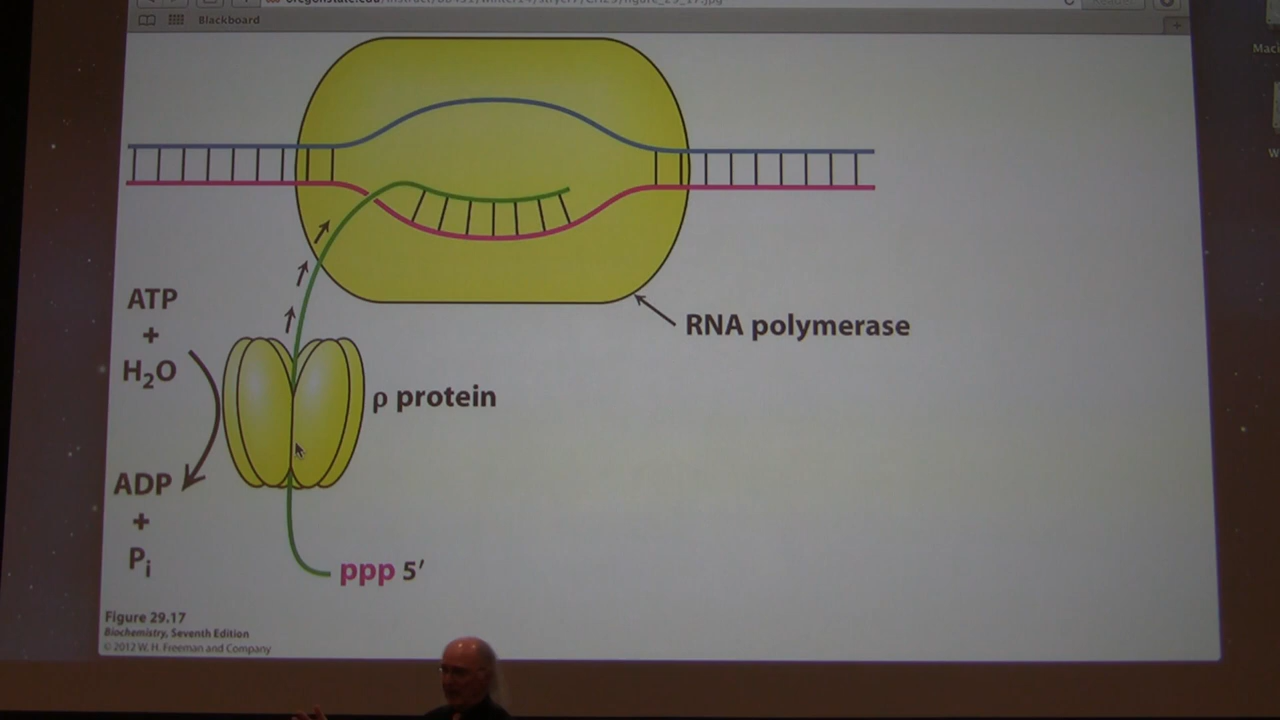 Blackboard
ATP
+
H₂O
RNA polymerase
ρ protein
ADP
+
Pᵢ
ppp 5′
Figure 29.17
Biochemistry, Seventh Edition
© 2012 W. H. Freeman and Company